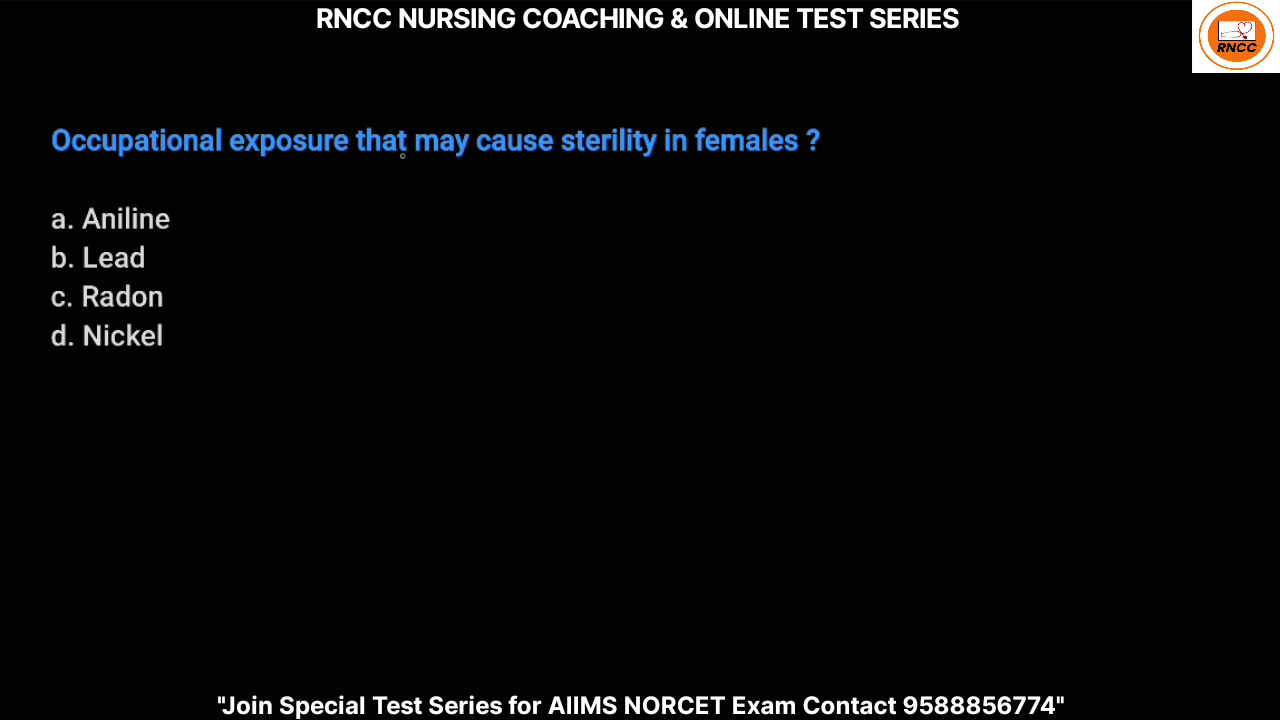 RNCC NURSING COACHING & ONLINE TEST SERIES
RNCC
Occupational exposure that may cause sterility in females ?
a. Aniline
b. Lead
c. Radon
d. Nickel
"Join Special Test Series for AIIMS NORCET Exam Contact 9588856774"